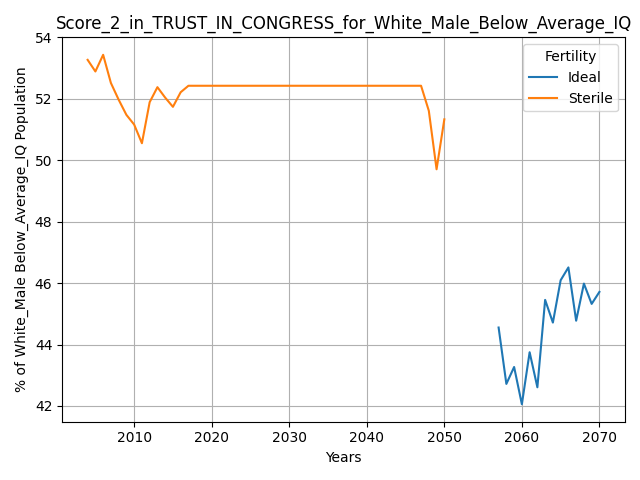 Score_2_in_TRUST_IN_CONGRESS_for_White_Male_Below_Average_IQ
Fertility
Ideal
Sterile
% of White_Male Below_Average_IQ Population
54
52
50
48
46
44
42
2010
2020
2030
2040
2050
2060
2070
Years